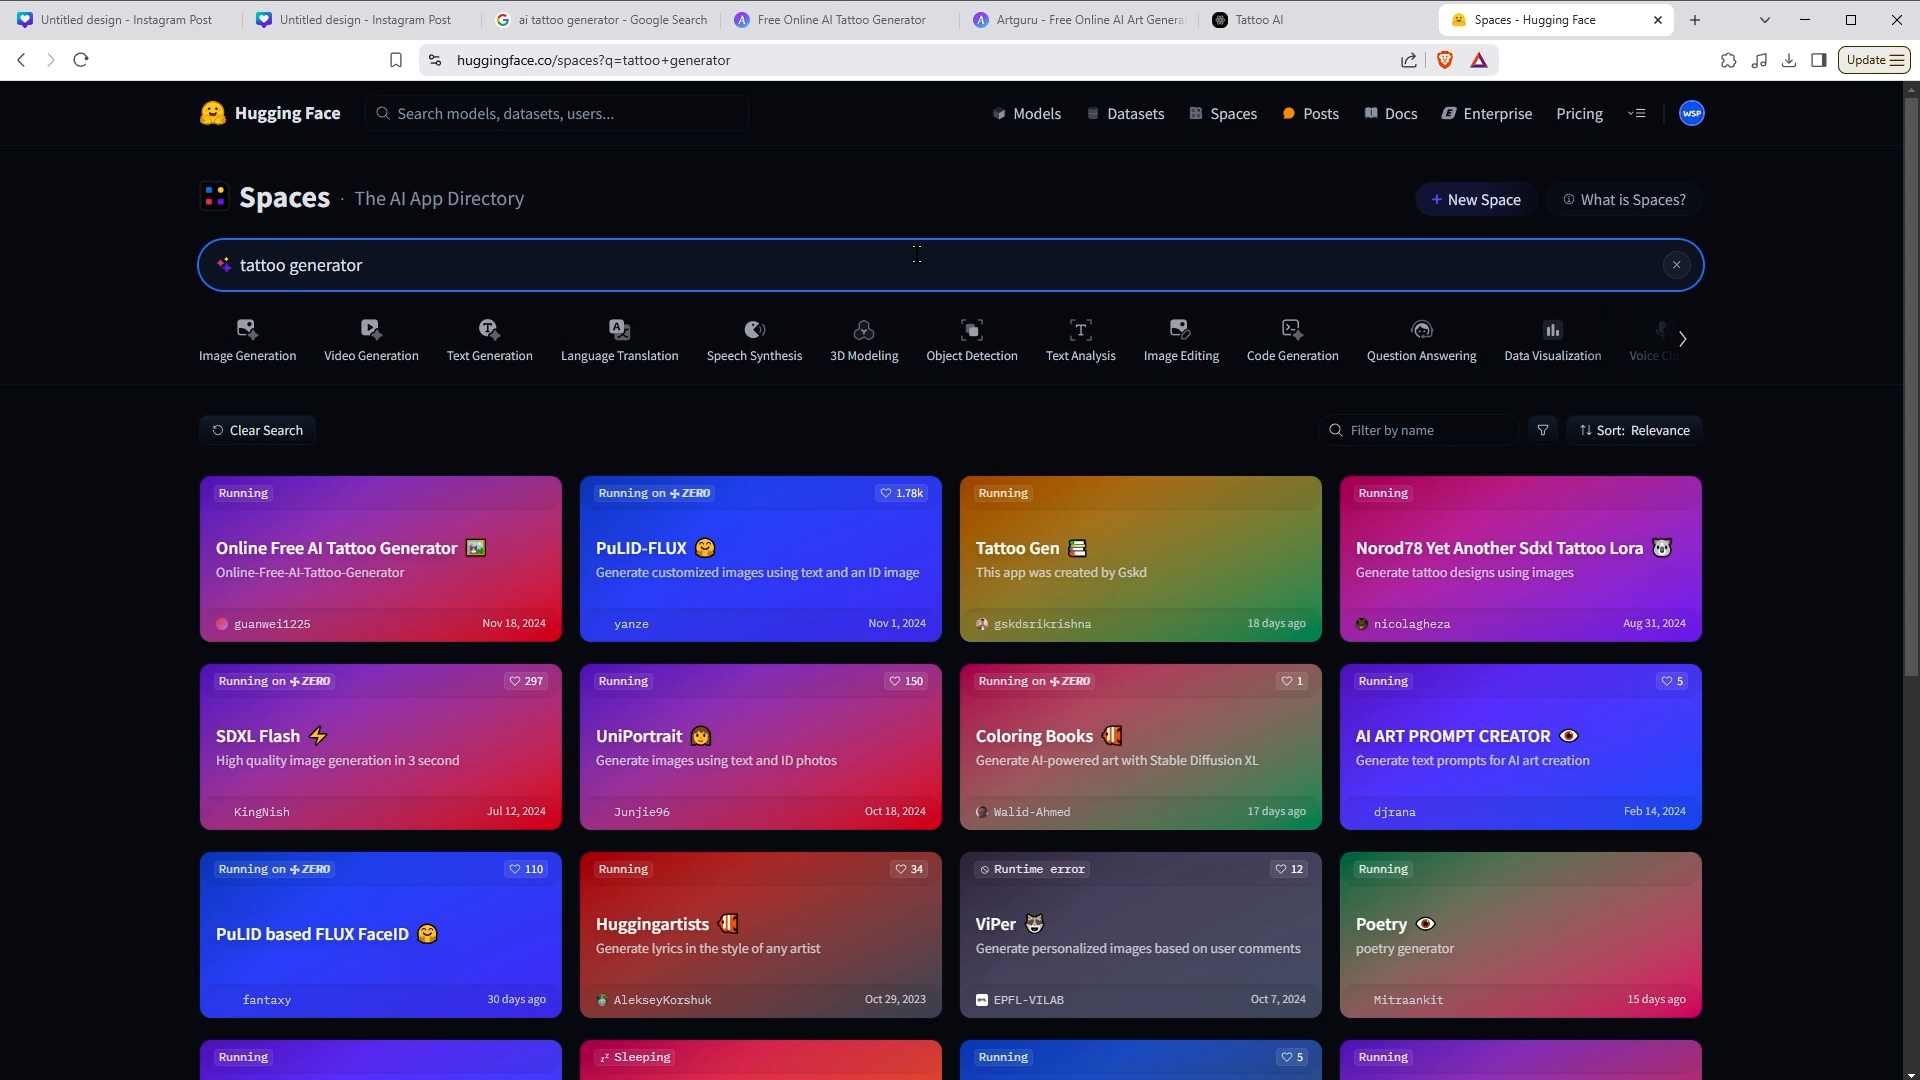 Untitled design - Instagram Post
Untitled design - Instagram Post
ai tattoo generator - Google Search
Free Online AI Tattoo Generator
Artguru - Free Online AI Art Genera
Tattoo AI
Spaces - Hugging Face
huggingface.co/spaces?q=tattoo+generator
Update
Hugging Face
Search models, datasets, users...
Models
Datasets
Spaces
Posts
Docs
Enterprise
Pricing
WSP
Spaces · The AI App Directory
+ New Space
What is Spaces?
tattoo generator
Image Generation
Video Generation
Text Generation
Language Translation
Speech Synthesis
3D Modeling
Object Detection
Text Analysis
Image Editing
Code Generation
Question Answering
Data Visualization
Voice Clo
Clear Search
Filter by name
Sort: Relevance
Running
Online Free AI Tattoo Generator
Online-Free-AI-Tattoo-Generator
guanwei1225
Nov 18, 2024
Running on ZERO
1.78k
PuLID-FLUX
Generate customized images using text and an ID image
yanze
Nov 1, 2024
Running
Tattoo Gen
This app was created by Gskd
gskdsrikrishna
18 days ago
Running
Norod78 Yet Another Sdxl Tattoo Lora
Generate tattoo designs using images
nicolagheza
Aug 31, 2024
Running on ZERO
297
SDXL Flash
High quality image generation in 3 second
KingNish
Jul 12, 2024
Running
150
UniPortrait
Generate images using text and ID photos
Junjie96
Oct 18, 2024
Running on ZERO
1
Coloring Books
Generate AI-powered art with Stable Diffusion XL
Walid-Ahmed
17 days ago
Running
5
AI ART PROMPT CREATOR
Generate text prompts for AI art creation
djrana
Feb 14, 2024
Running on ZERO
110
PuLID based FLUX FaceID
fantaxy
30 days ago
Running
34
Huggingartists
Generate lyrics in the style of any artist
AlekseyKorshuk
Oct 29, 2023
Runtime error
12
ViPer
Generate personalized images based on user comments
EPFL-VILAB
Oct 7, 2024
Running
Poetry
poetry generator
Mitraankit
15 days ago
Running
Sleeping
Running
5
Running